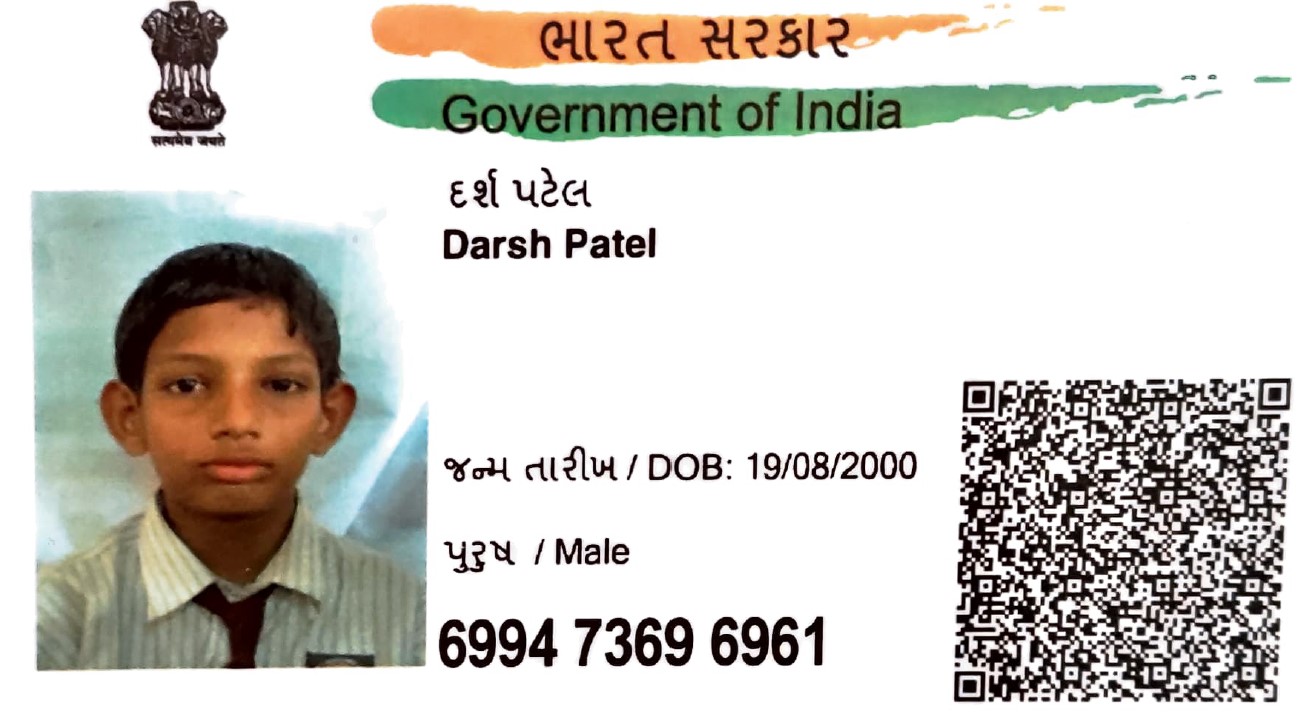 ભારત સરકાર
Government of India
सत्यमेव जयते
દર્શ પટેલ
Darsh Patel
જન્મ તારીખ / DOB: 19/08/2000
પુરુષ / Male
6994 7369 6961